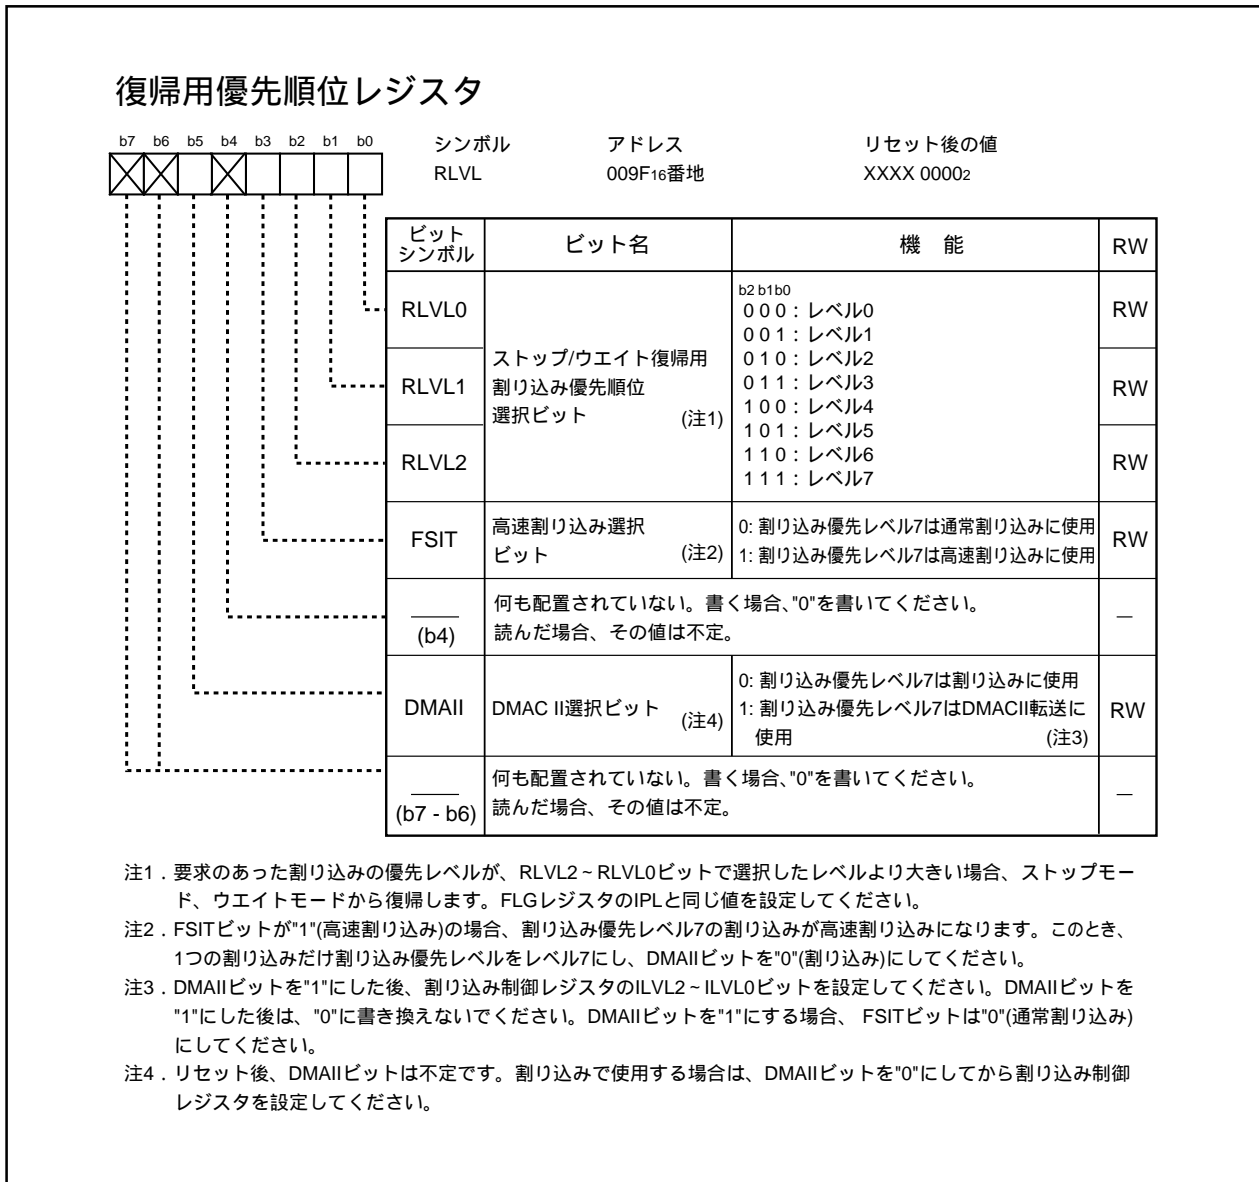 復帰用優先順位レジスタ
b7 b6 b5 b4 b3 b2 b1 b0
シンボル アドレス リセット後の値
RLVL 009F16番地 XXXX 00002
ビット
シンボル ビット名 機 能 RW
RLVL0
RLVL1
RLVL2
ストップ/ウエイト復帰用
割り込み優先順位
選択ビット (注1)
b2 b1b0
0 0 0 : レベル0
0 0 1 : レベル1
0 1 0 : レベル2
0 1 1 : レベル3
1 0 0 : レベル4
1 0 1 : レベル5
1 1 0 : レベル6
1 1 1 : レベル7
RW
RW
RW
FSIT
高速割り込み選択
ビット (注2)
0: 割り込み優先レベル7は通常割り込みに使用
1: 割り込み優先レベル7は高速割り込みに使用
RW
(b4)
何も配置されていない。書く場合、"0"を書いてください。
読んだ場合、その値は不定。
—
DMAII
DMAC II選択ビット (注4)
0: 割り込み優先レベル7は割り込みに使用
1: 割り込み優先レベル7はDMACII転送に
使用 (注3)
RW
(b7 - b6)
何も配置されていない。書く場合、"0"を書いてください。
読んだ場合、その値は不定。
—
注1．要求のあった割り込みの優先レベルが、RLVL2~RLVL0ビットで選択したレベルより大きい場合、ストップモー
ド、ウエイトモードから復帰します。FLGレジスタのIPLと同じ値を設定してください。
注2．FSITビットが"1"(高速割り込み)の場合、割り込み優先レベル7の割り込みが高速割り込みになります。このとき、
1つの割り込みだけ割り込み優先レベルをレベル7にし、DMAIIビットを"0"(割り込み)にしてください。
注3．DMAIIビットを"1"にした後、割り込み制御レジスタのILVL2~ILVL0ビットを設定してください。DMAIIビットを
"1"にした後は、"0"に書き換えないでください。DMAIIビットを"1"にする場合、 FSITビットは"0"(通常割り込み)
にしてください。
注4．リセット後、DMAIIビットは不定です。割り込みで使用する場合は、DMAIIビットを"0"にしてから割り込み制御
レジスタを設定してください。